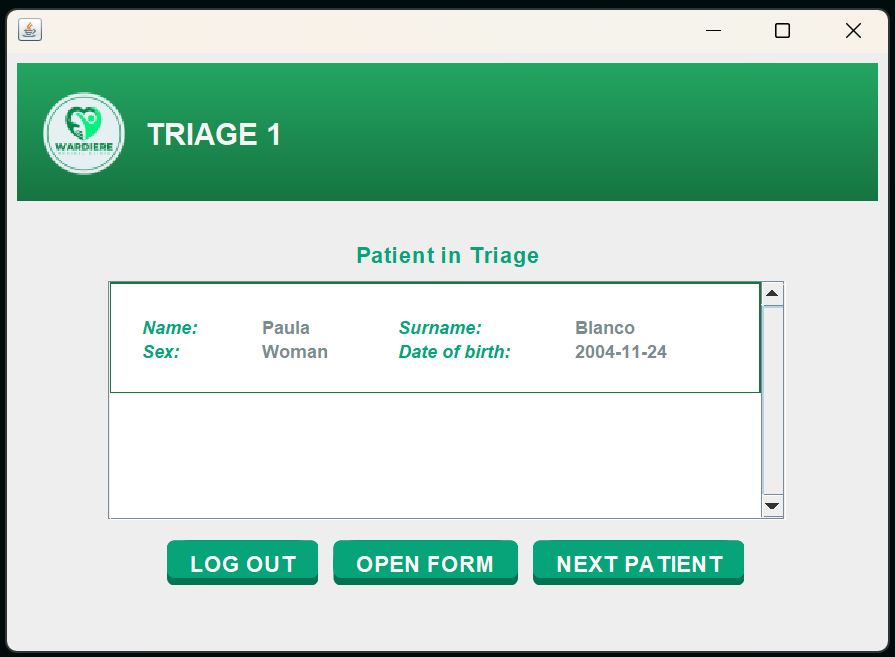 WARDIERE
TRIAGE 1
Patient in Triage
Name: Paula Surname: Blanco
Sex: Woman Date of birth: 2004-11-24
LOG OUT OPEN FORM NEXT PATIENT